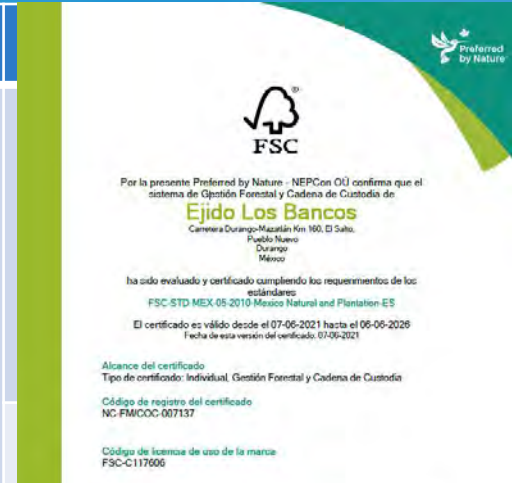 Preferred
by Nature
FSC
Por la presente Preferred by Nature - NEPCon OÜ confirma que el
sistema de Gestión Forestal y Cadena de Custodia de
Ejido Los Bancos
Carretera Durango-Mazatlán Km 160, El Salto,
Pueblo Nuevo
Durango
México
ha sido evaluado y certificado cumpliendo los requerimientos de los
estándares
FSC-STD MEX-05-2010-Mexico Natural and Plantation-ES
El certificado es válido desde el 07-06-2021 hasta el 06-06-2026
Fecha de esta versión del certificado: 07-06-2021
Alcance del certificado
Tipo de certificado: Individual, Gestión Forestal y Cadena de Custodia
Código de registro del certificado
NC-FM/COC-007137
Código de licencia de uso de la marca
FSC-C117606